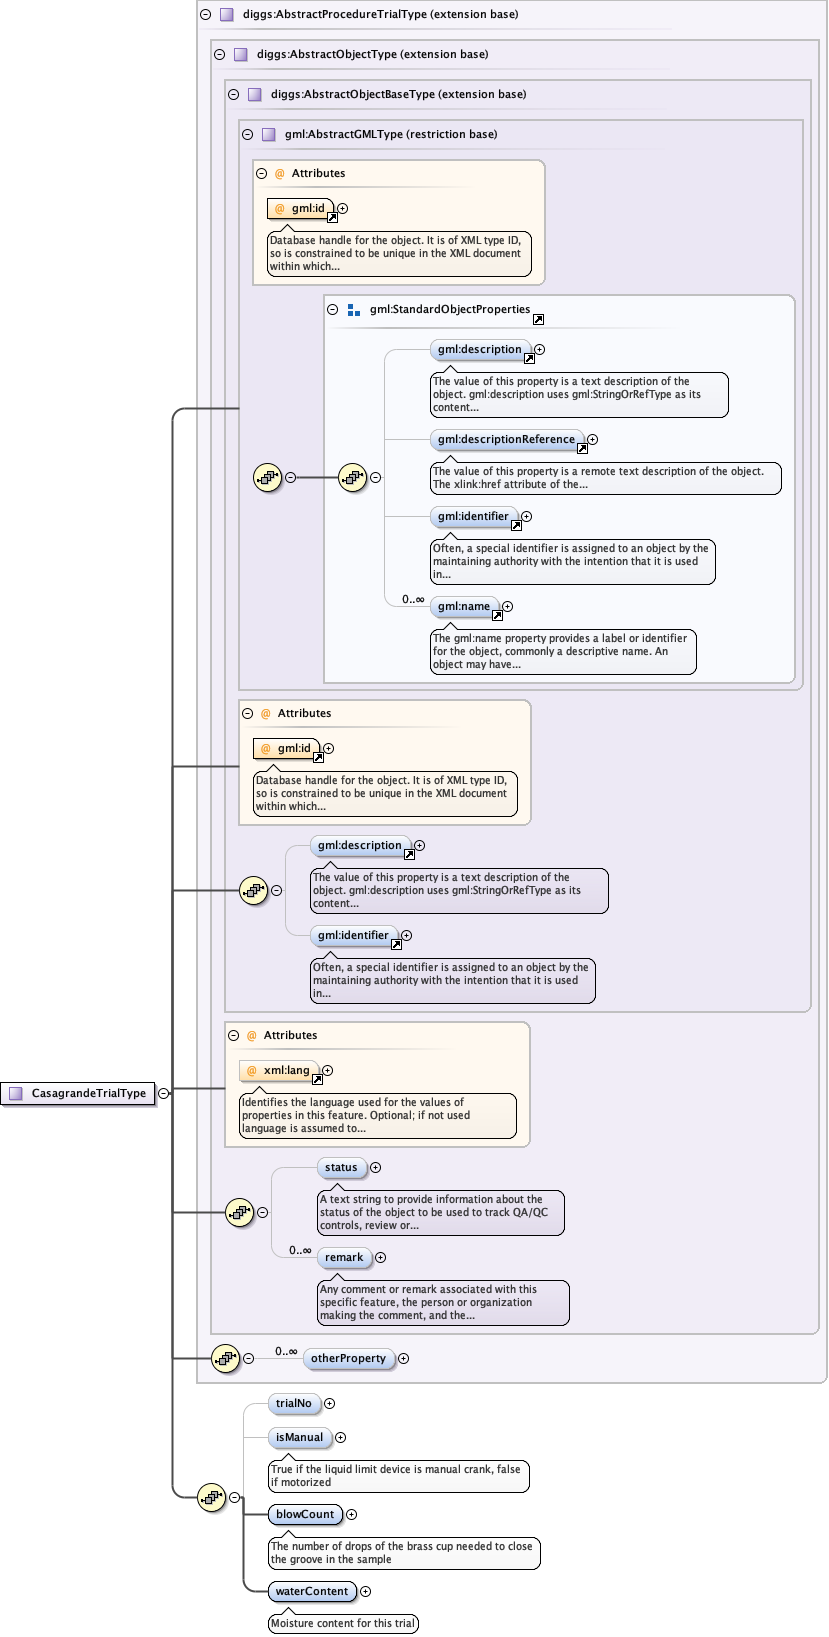 diggs:AbstractProcedureTrialType (extension base)
diggs:AbstractObjectType (extension base)
diggs:AbstractObjectBaseType (extension base)
gml:AbstractGMLType (restriction base)
@ Attributes
@ gml:id
Database handle for the object. It is of XML type ID,
so is constrained to be unique in the XML document
within which...
gml:StandardObjectProperties
gml:description
The value of this property is a text description of the
object. gml:description uses gml:StringOrRefType as its
content...
gml:descriptionReference
The value of this property is a remote text description of the object.
The xlink:href attribute of the...
gml:identifier
Often, a special identifier is assigned to an object by the
maintaining authority with the intention that it is used
in...
0..∞ gml:name
The gml:name property provides a label or identifier
for the object, commonly a descriptive name. An
object may have...
@ Attributes
@ gml:id
Database handle for the object. It is of XML type ID,
so is constrained to be unique in the XML document
within which...
gml:description
The value of this property is a text description of the
object. gml:description uses gml:StringOrRefType as its
content...
gml:identifier
Often, a special identifier is assigned to an object by the
maintaining authority with the intention that it is used
in...
@ Attributes
@ xml:lang
CasagrandeTrialType
Identifies the language used for the values of
properties in this feature. Optional; if not used
language is assumed to...
status
A text string to provide information about the
status of the object to be used to track QA/QC
controls, review or...
0..∞ remark
Any comment or remark associated with this
specific feature, the person or organization
making the comment, and the...
0..∞ otherProperty
trialNo
isManual
True if the liquid limit device is manual crank, false
if motorized
blowCount
The number of drops of the brass cup needed to close
the groove in the sample
waterContent
Moisture content for this trial